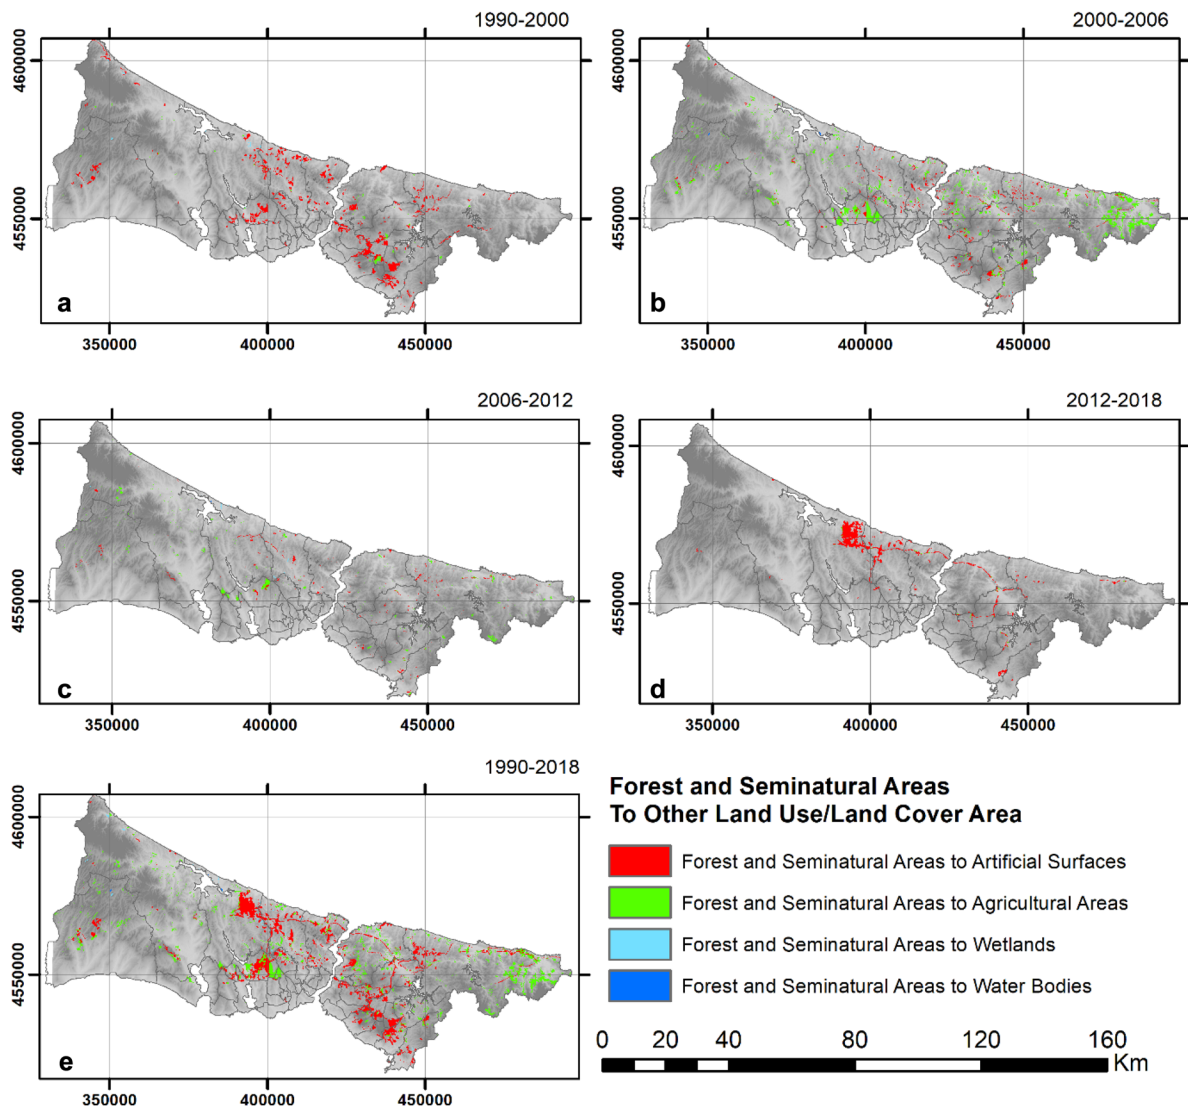 1990-2000
4600000
4550000
a
350000 400000 450000
2000-2006
4600000
4550000
b
350000 400000 450000
2006-2012
4600000
4550000
c
350000 400000 450000
2012-2018
4600000
4550000
d
350000 400000 450000
1990-2018
4600000
4550000
e
350000 400000 450000
Forest and Seminatural Areas
To Other Land Use/Land Cover Area
Forest and Seminatural Areas to Artificial Surfaces
Forest and Seminatural Areas to Agricultural Areas
Forest and Seminatural Areas to Wetlands
Forest and Seminatural Areas to Water Bodies
0 20 40 80 120 160
Km